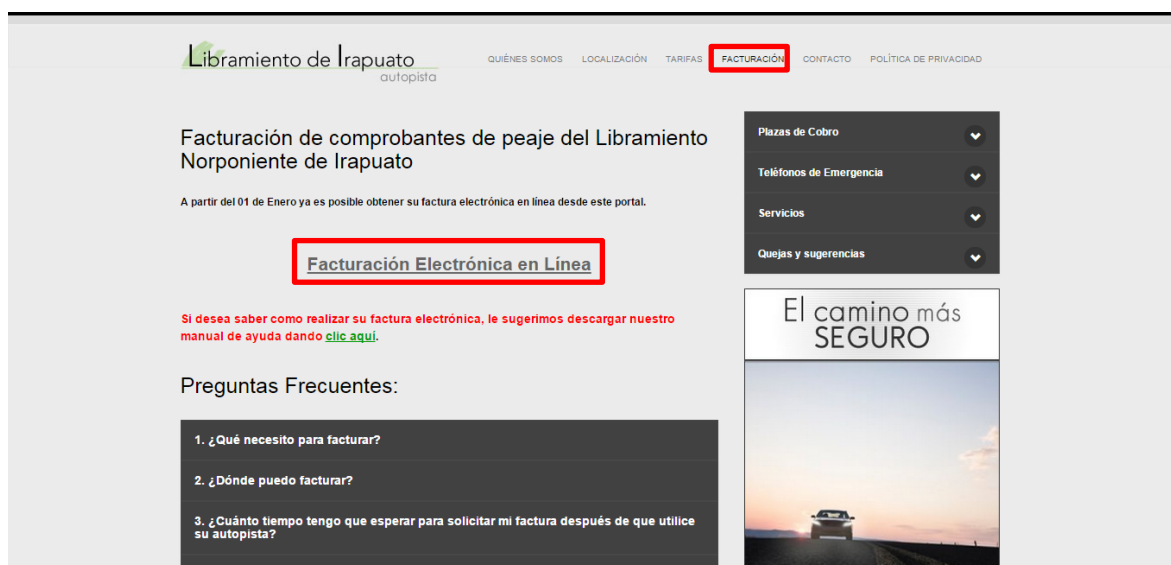 Libramiento de Irapuato
autopista
QUIÉNES SOMOS LOCALIZACIÓN TARIFAS FACTURACIÓN CONTACTO POLÍTICA DE PRIVACIDAD
Facturación de comprobantes de peaje del Libramiento
Norponiente de Irapuato
A partir del 01 de Enero ya es posible obtener su factura electrónica en línea desde este portal.
Facturación Electrónica en Línea
Si desea saber como realizar su factura electrónica, le sugerimos descargar nuestro
manual de ayuda dando clic aquí.
Preguntas Frecuentes:
1. ¿Qué necesito para facturar?
2. ¿Dónde puedo facturar?
3. ¿Cuánto tiempo tengo que esperar para solicitar mi factura después de que utilice
su autopista?
Plazas de Cobro
Teléfonos de Emergencia
Servicios
Quejas y sugerencias
El camino más
SEGURO